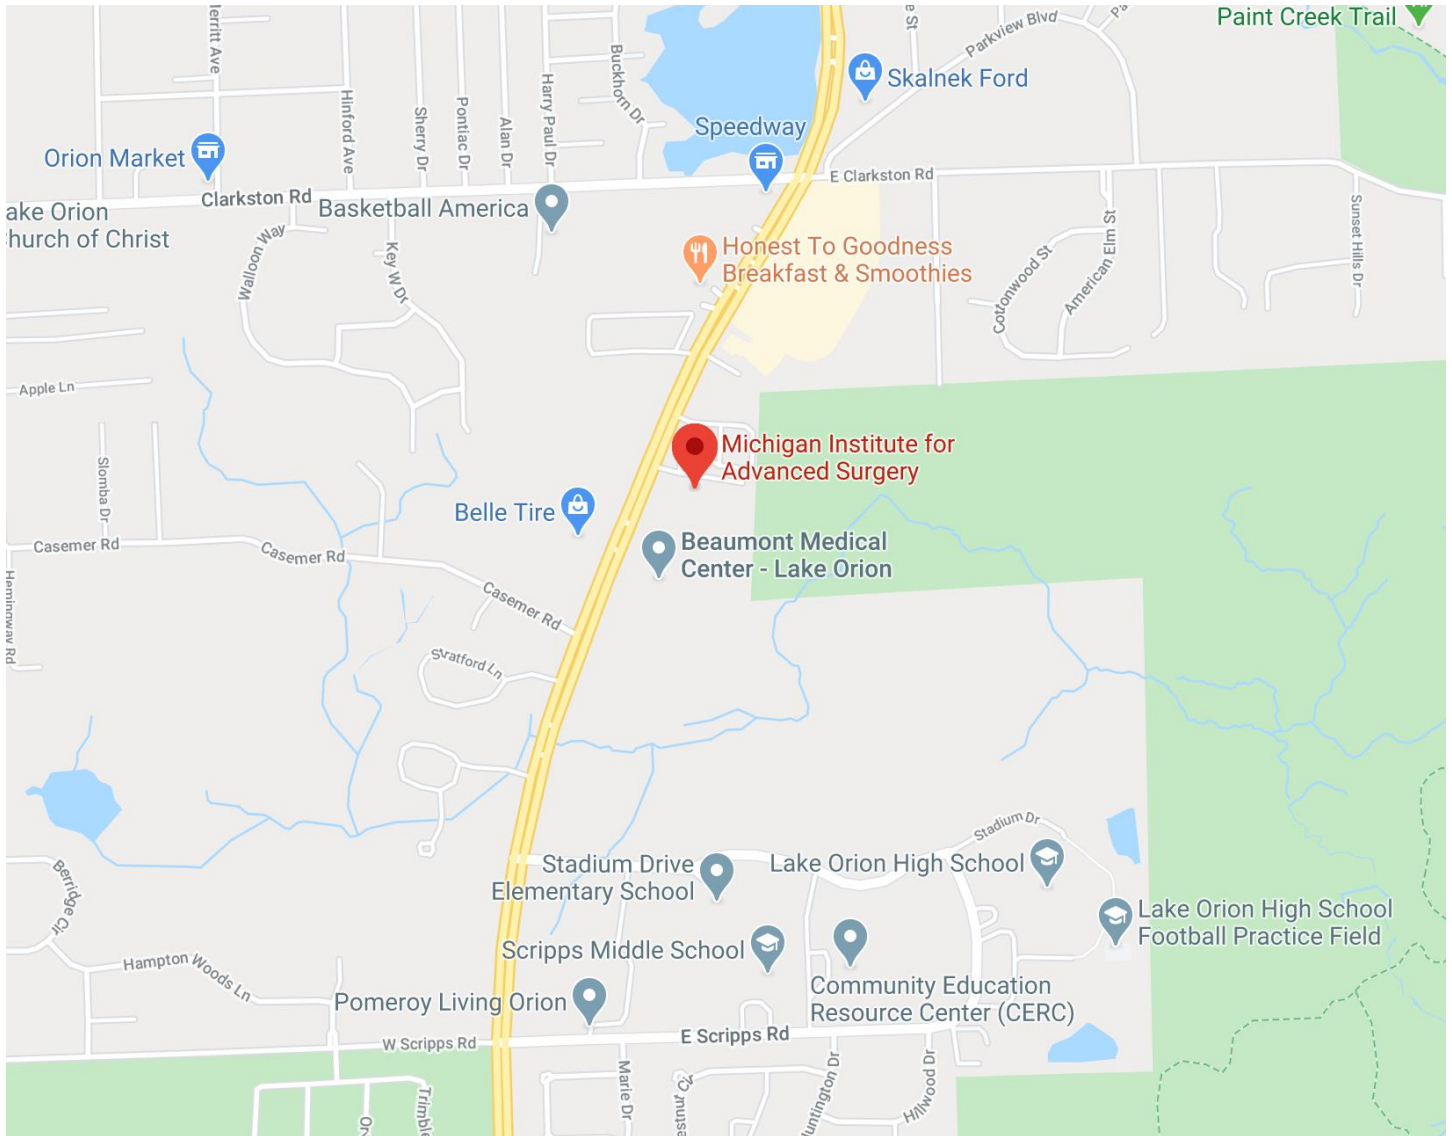 Paint Creek Trail
Parkview Blvd
Skalnek Ford
Buckhorn Dr
Harry Paul Dr
Alan Dr
Pontiac Dr
Sherry Dr
Hinford Ave
Speedway
Orion Market
E Clarkston Rd
Clarkston Rd
Basketball America
ake Orion
hurch of Christ
Walloon Way
Key W Dr
Honest To Goodness
Breakfast & Smoothies
Cottonwood St
American Elm St
Sunset Hills Dr
Apple Ln
Michigan Institute for
Advanced Surgery
Slomba Dr
Belle Tire
Beaumont Medical
Center - Lake Orion
Casemer Rd
Casemer Rd
Casemer Rd
Hemingway Rd
Stratford Ln
Stadium Dr
Stadium Drive
Elementary School
Lake Orion High School
Berridge Cir
Lake Orion High School
Football Practice Field
Scripps Middle School
Hampton Woods Ln
Pomeroy Living Orion
Community Education
Resource Center (CERC)
W Scripps Rd
E Scripps Rd
Marie Dr
Hillwood Dr
untington Dr
Trimble